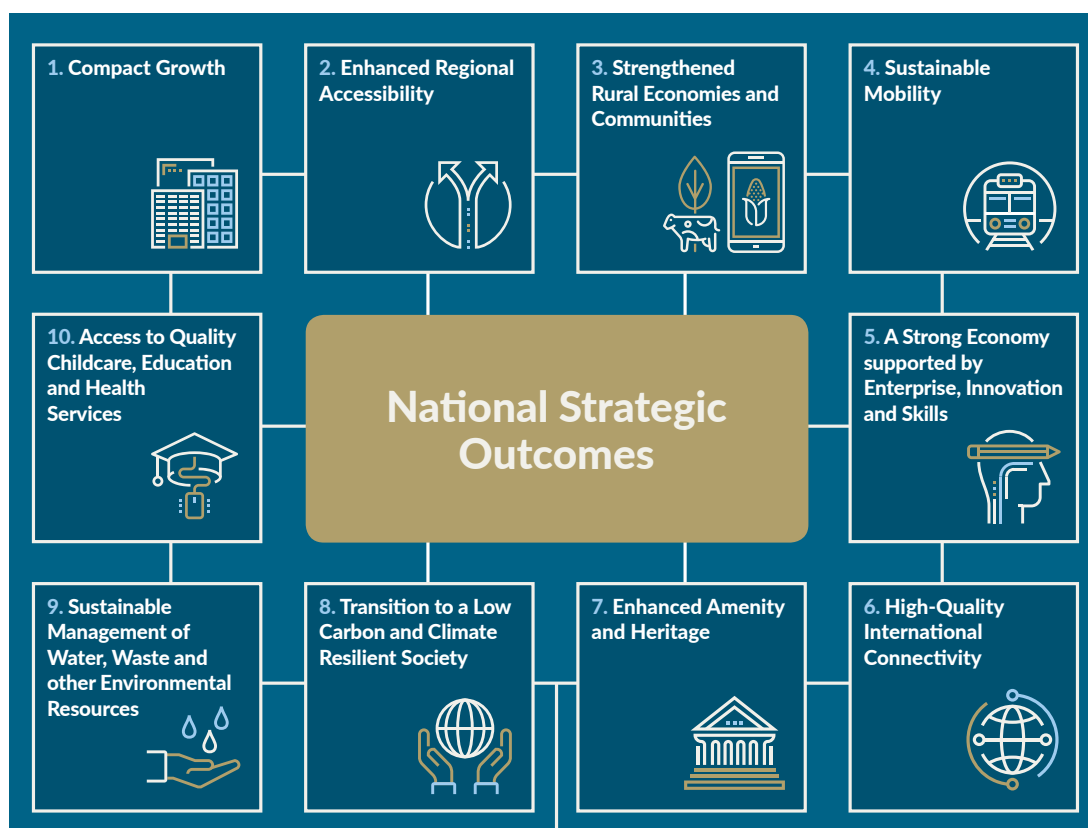 1. Compact Growth
2. Enhanced Regional
Accessibility
3. Strengthened
Rural Economies and
Communities
4. Sustainable
Mobility
10. Access to Quality
Childcare, Education
and Health
Services
National Strategic
Outcomes
5. A Strong Economy
supported by
Enterprise, Innovation
and Skills
9. Sustainable
Management of
Water, Waste and
other Environmental
Resources
8. Transition to a Low
Carbon and Climate
Resilient Society
7. Enhanced Amenity
and Heritage
6. High-Quality
International
Connectivity